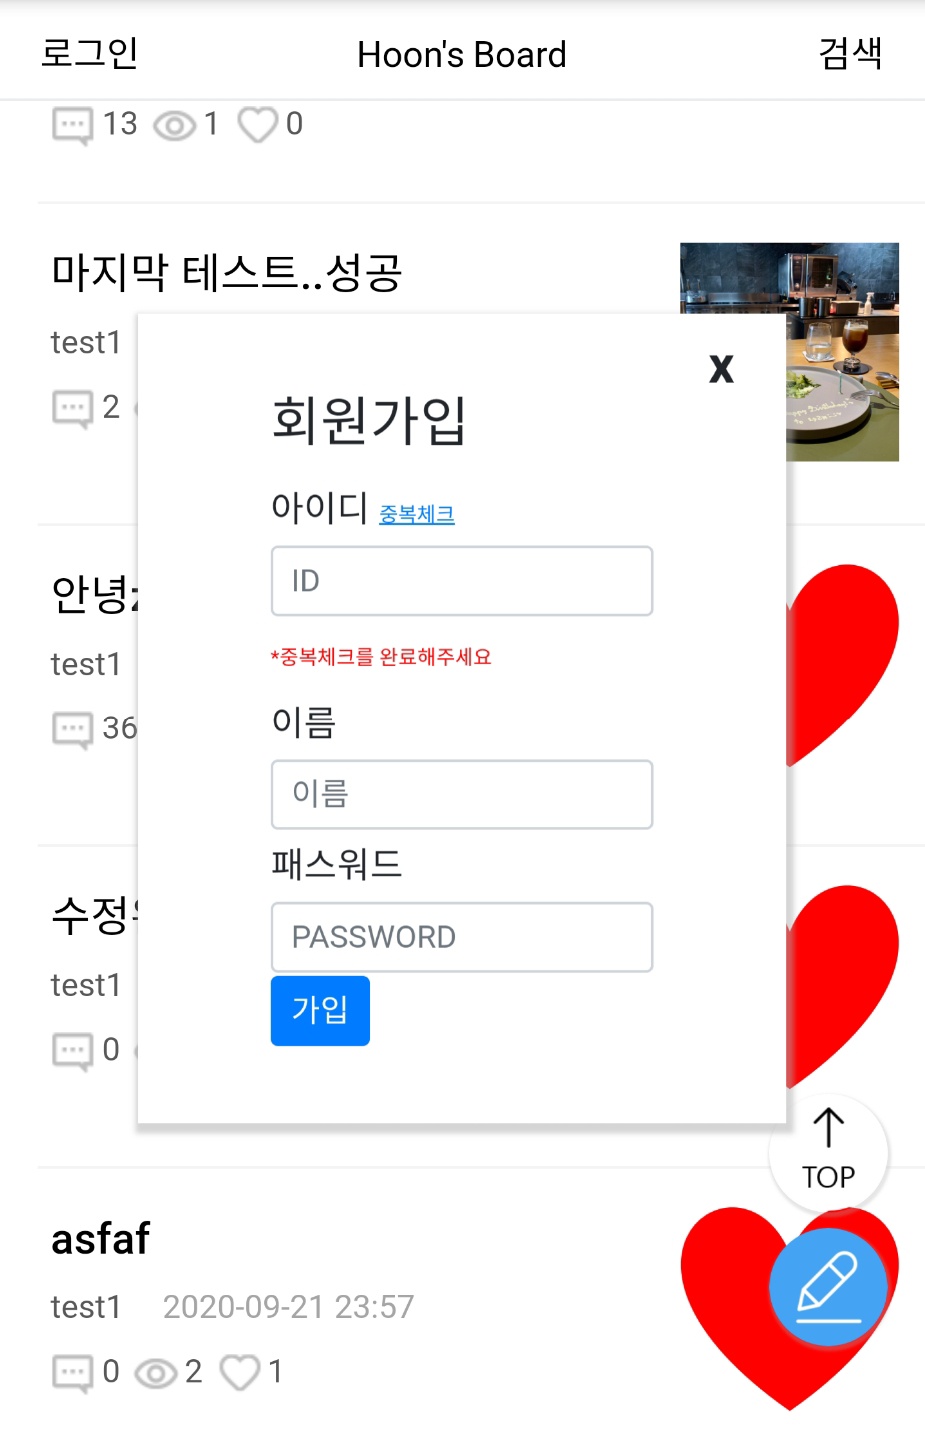 로그인 Hoon's Board 검색
13 1 0
마지막 테스트..성공
test1
2
X
회원가입
아이디 중복체크
ID
*중복체크를 완료해주세요
이름
이름
패스워드
PASSWORD
가입
안녕
test1
36
수정
test1
0
TOP
asfaf
test1 2020-09-21 23:57
0 2 1